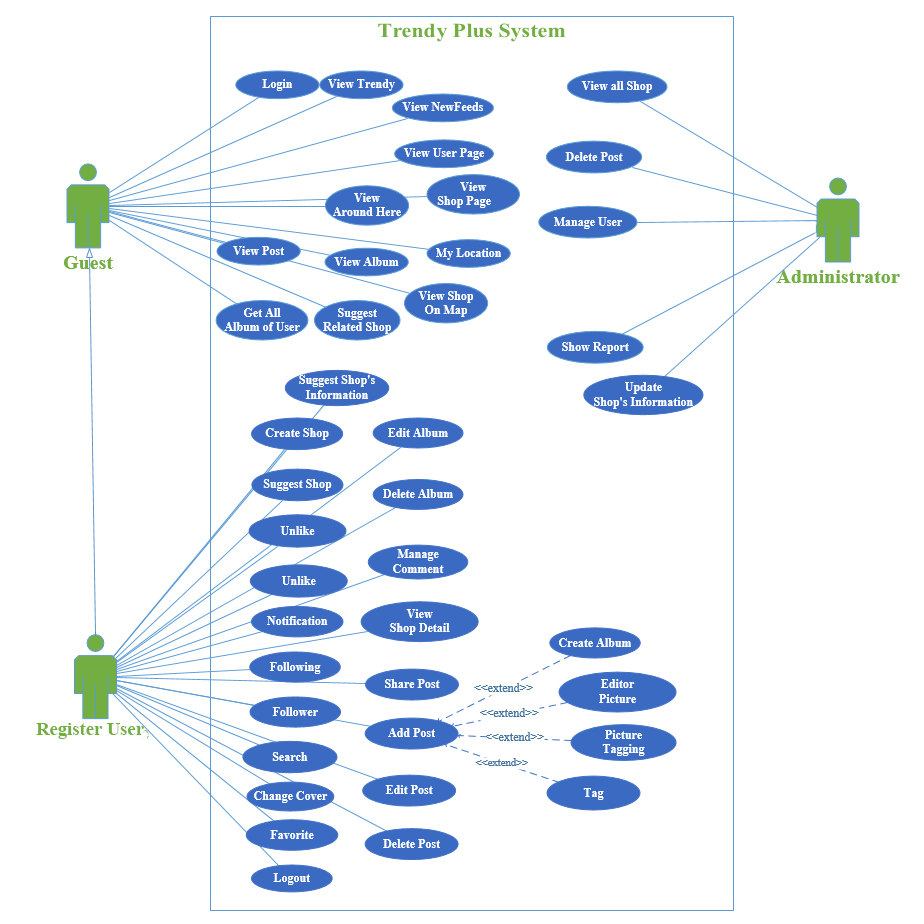 Trendy Plus System
Login
View Trendy
View all Shop
View NewFeeds
View User Page
Delete Post
View
Shop Page
View
Around Here
Manage User
View Post
View Album
My Location
Guest
Administrator
View Shop
On Map
Get All
Album of User
Suggest
Related Shop
Show Report
Suggest Shop's
Information
Update
Shop's Information
Create Shop
Edit Album
Suggest Shop
Delete Album
Unlike
Manage
Comment
Unlike
Notification
View
Shop Detail
Create Album
Following
Share Post
<<extend>>
Editor
Picture
Follower
<<extend>>
Register User
Add Post
<<extend>>
Picture
Tagging
Search
<<extend>>
Change Cover
Edit Post
Tag
Favorite
Delete Post
Logout